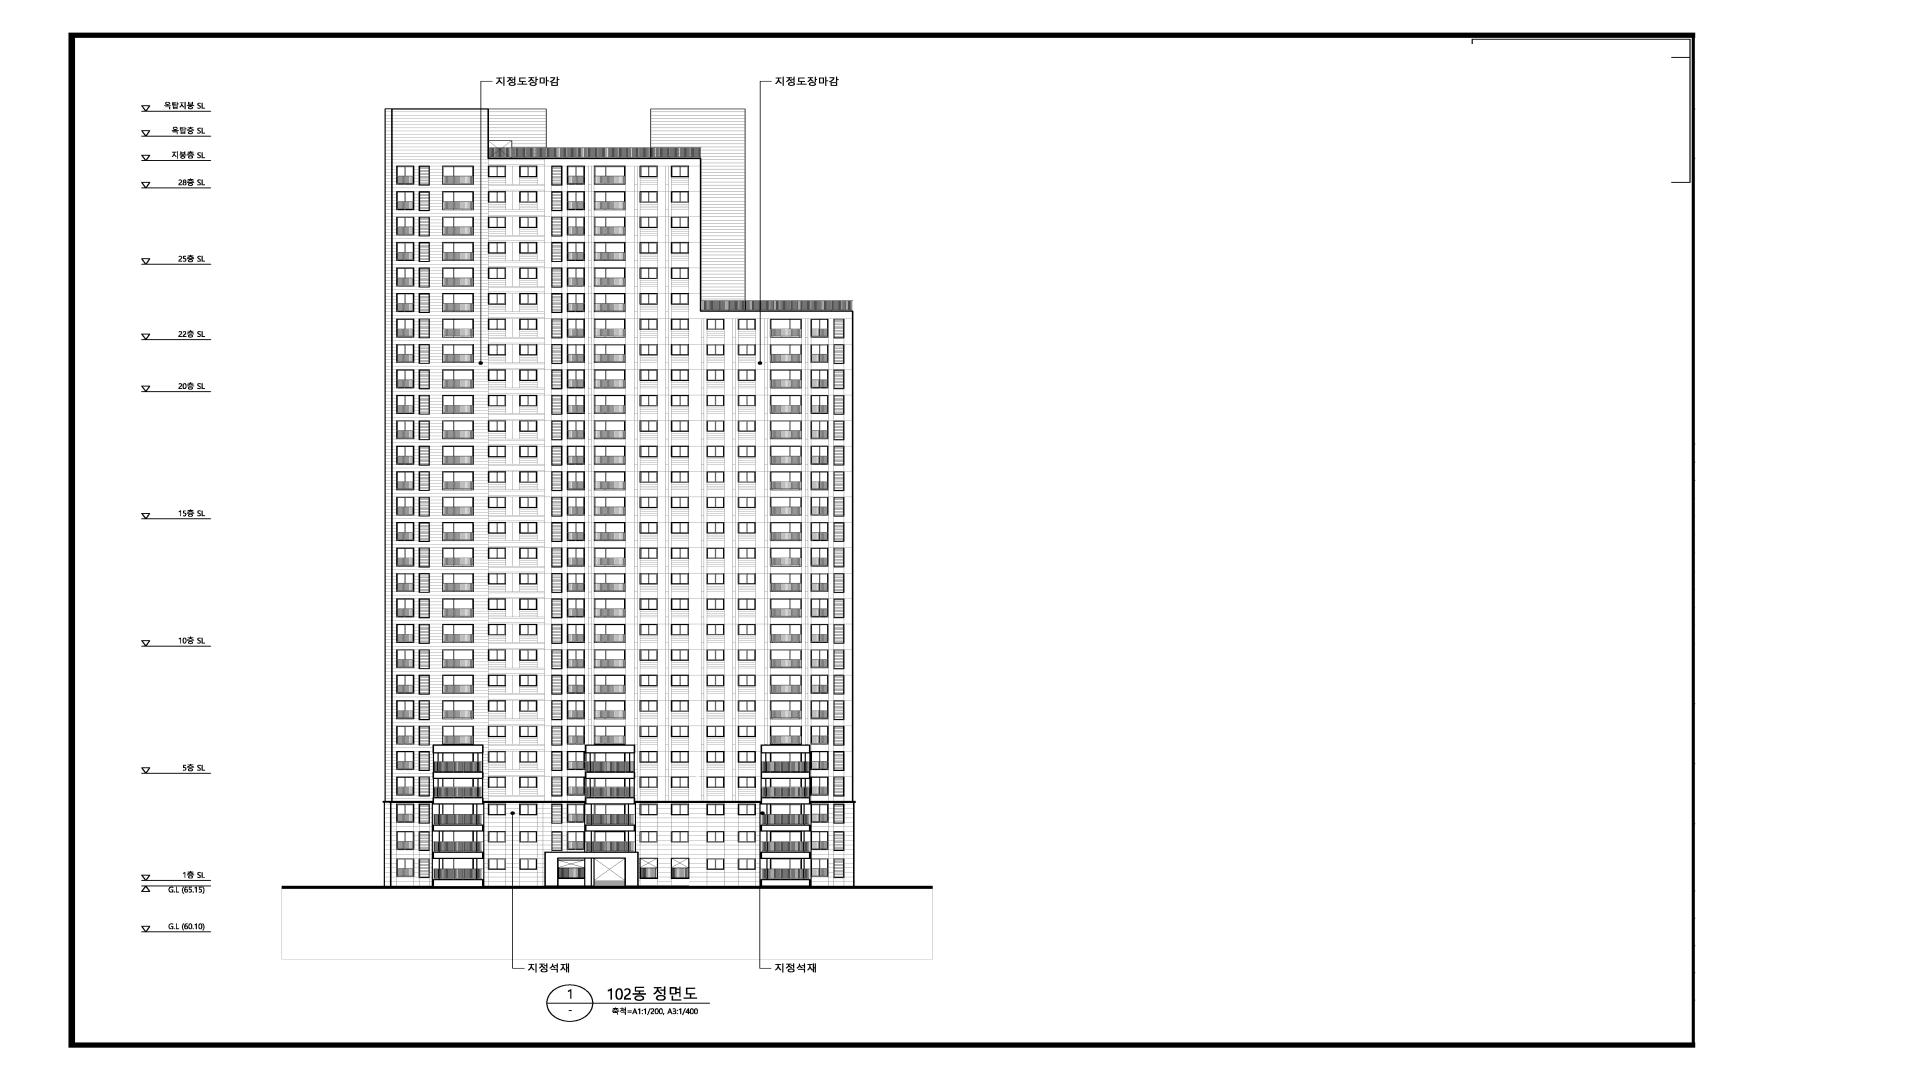 지정도장마감
지정도장마감
옥탑지붕 SL
옥탑층 SL
지붕층 SL
28층 SL
25층 SL
22층 SL
20층 SL
15층 SL
10층 SL
5층 SL
1층 SL
G.L (65.15)
G.L (60.10)
지정석재
지정석재
1
-
102동 정면도
축척=A1:1/200, A3:1/400